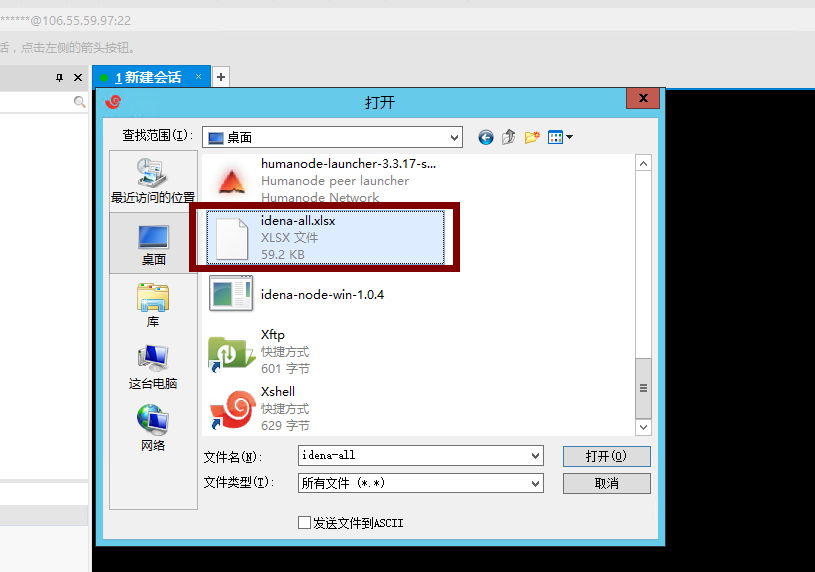 ******@106.55.59.97:22
话，点击左侧的箭头按钮。
1 新建会话
打开
查找范围(I):
桌面
最近访问的位置
桌面
库
这台电脑
网络
humanode-launcher-3.3.17-s...
Humanode peer launcher
Humanode Network
idena-all.xlsx
XLSX 文件
59.2 KB
idena-node-win-1.0.4
Xftp
快捷方式
601 字节
Xshell
快捷方式
629 字节
文件名(N):
idena-all
打开(O)
文件类型(T):
所有文件 (*.*)
取消
发送文件到ASCII